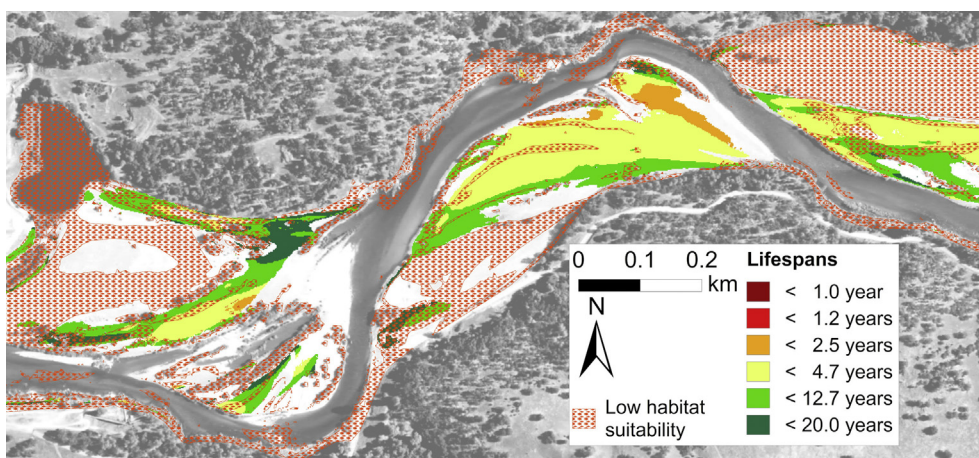 0 0.1 0.2
km
N
Low habitat
suitability
Lifespans
< 1.0 year
< 1.2 years
< 2.5 years
< 4.7 years
< 12.7 years
< 20.0 years